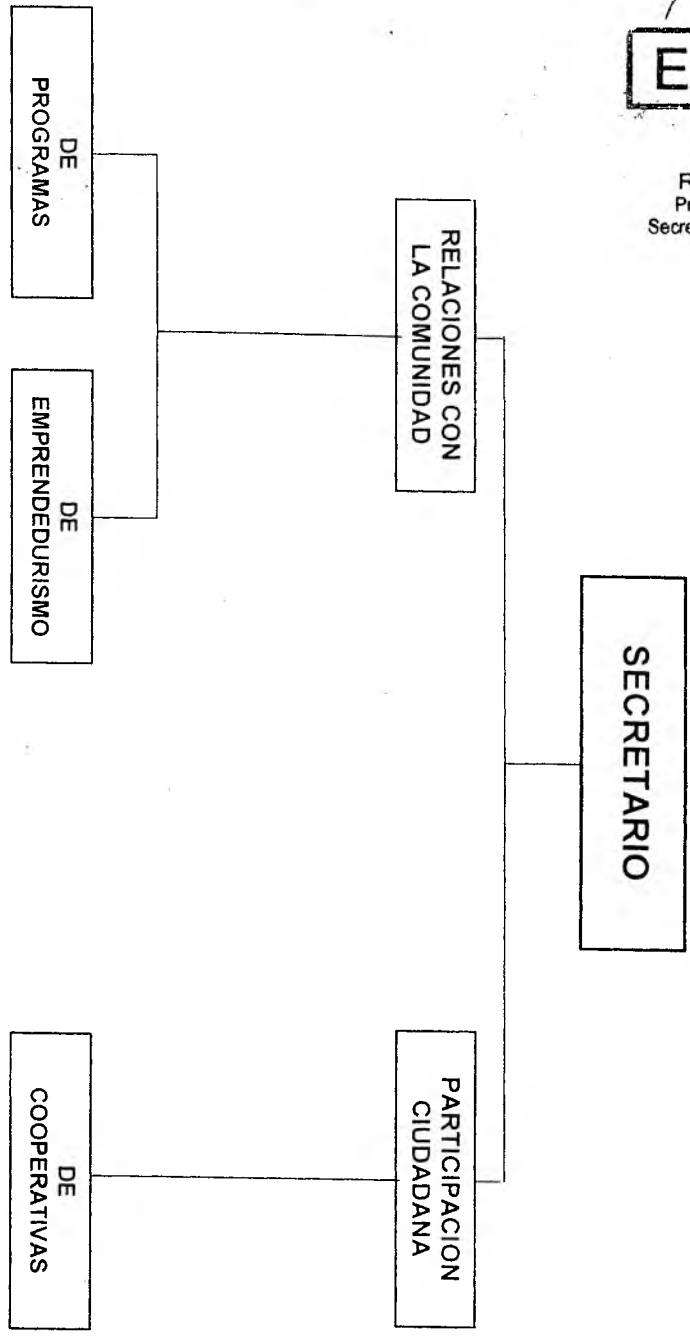 E
SECRETARIO
RELACIONES CON
LA COMUNIDAD
PARTICIPACION
CIUDADANA
DE
PROGRAMAS
DE
EMPRENDEDURISMO
DE
COOPERATIVAS